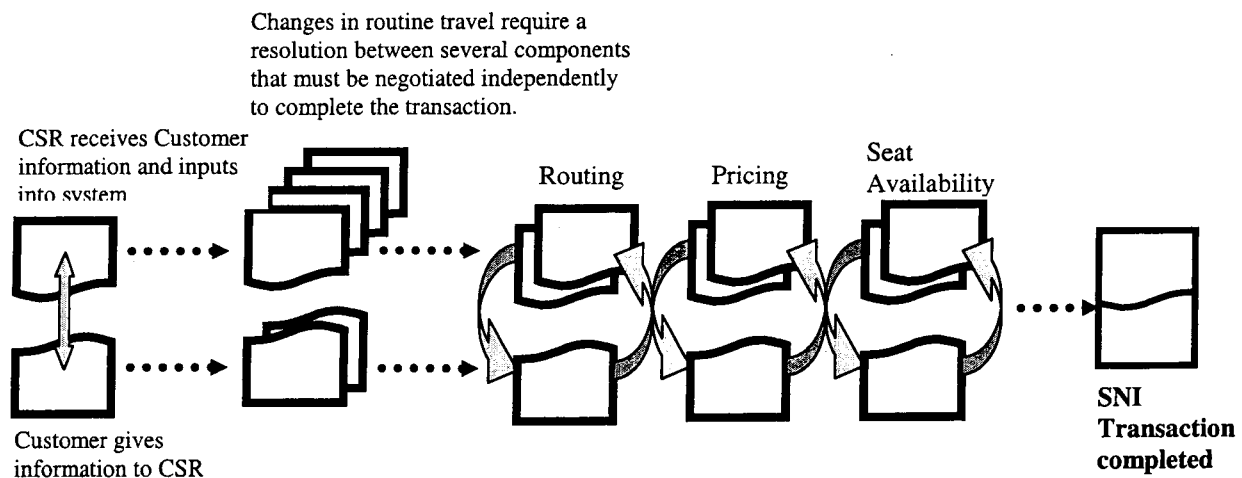 Changes in routine travel require a
resolution between several components
that must be negotiated independently
to complete the transaction.
CSR receives Customer
information and inputs
into system
Routing
Pricing
Seat
Availability
SNI
Transaction
completed
Customer gives
information to CSR